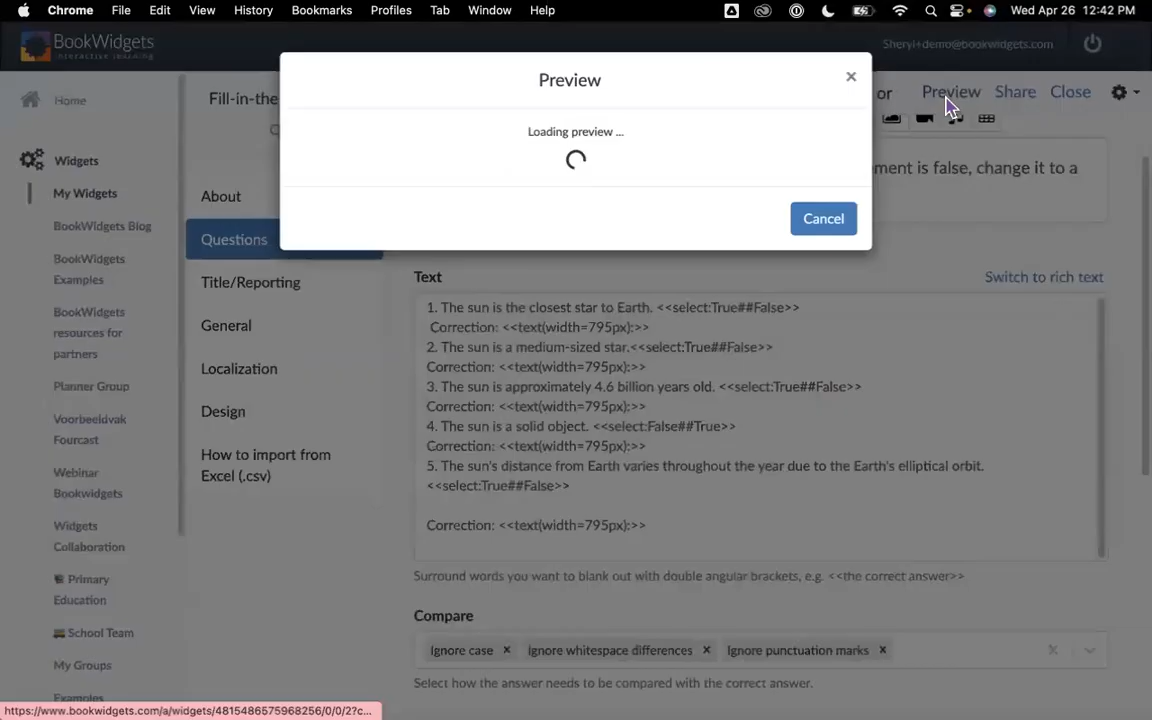 Chrome File Edit View History Bookmarks Profiles Tab Window Help Wed Apr 26 12:42 PM
BookWidgets
interactive learning
Sheryl+demo@bookwidgets.com
Home
Widgets
My Widgets
BookWidgets Blog
BookWidgets
Examples
BookWidgets
resources for
partners
Planner Group
Voorbeeldvak
Fourcast
Webinar
Bookwidgets
Widgets
Collaboration
Primary
Education
School Team
My Groups
Examples
Fill-in-the
or Preview Share Close
About
Questions
Title/Reporting
General
Localization
Design
How to import from
Excel (.csv)
Preview
×
Loading preview ...
Cancel
ement is false, change it to a
Text Switch to rich text
1. The sun is the closest star to Earth. <<select:True##False>>
Correction: <<text(width=795px):>>
2. The sun is a medium-sized star.<<select:True##False>>
Correction: <<text(width=795px):>>
3. The sun is approximately 4.6 billion years old. <<select:True##False>>
Correction: <<text(width=795px):>>
4. The sun is a solid object. <<select:False##True>>
Correction: <<text(width=795px):>>
5. The sun's distance from Earth varies throughout the year due to the Earth's elliptical orbit.
<<select:True##False>>
Correction: <<text(width=795px):>>
Surround words you want to blank out with double angular brackets, e.g. <<the correct answer>>
Compare
Ignore case × Ignore whitespace differences × Ignore punctuation marks ×
Select how the answer needs to be compared with the correct answer.
https://www.bookwidgets.com/a/widgets/4815486575968256/0/0/2?c...